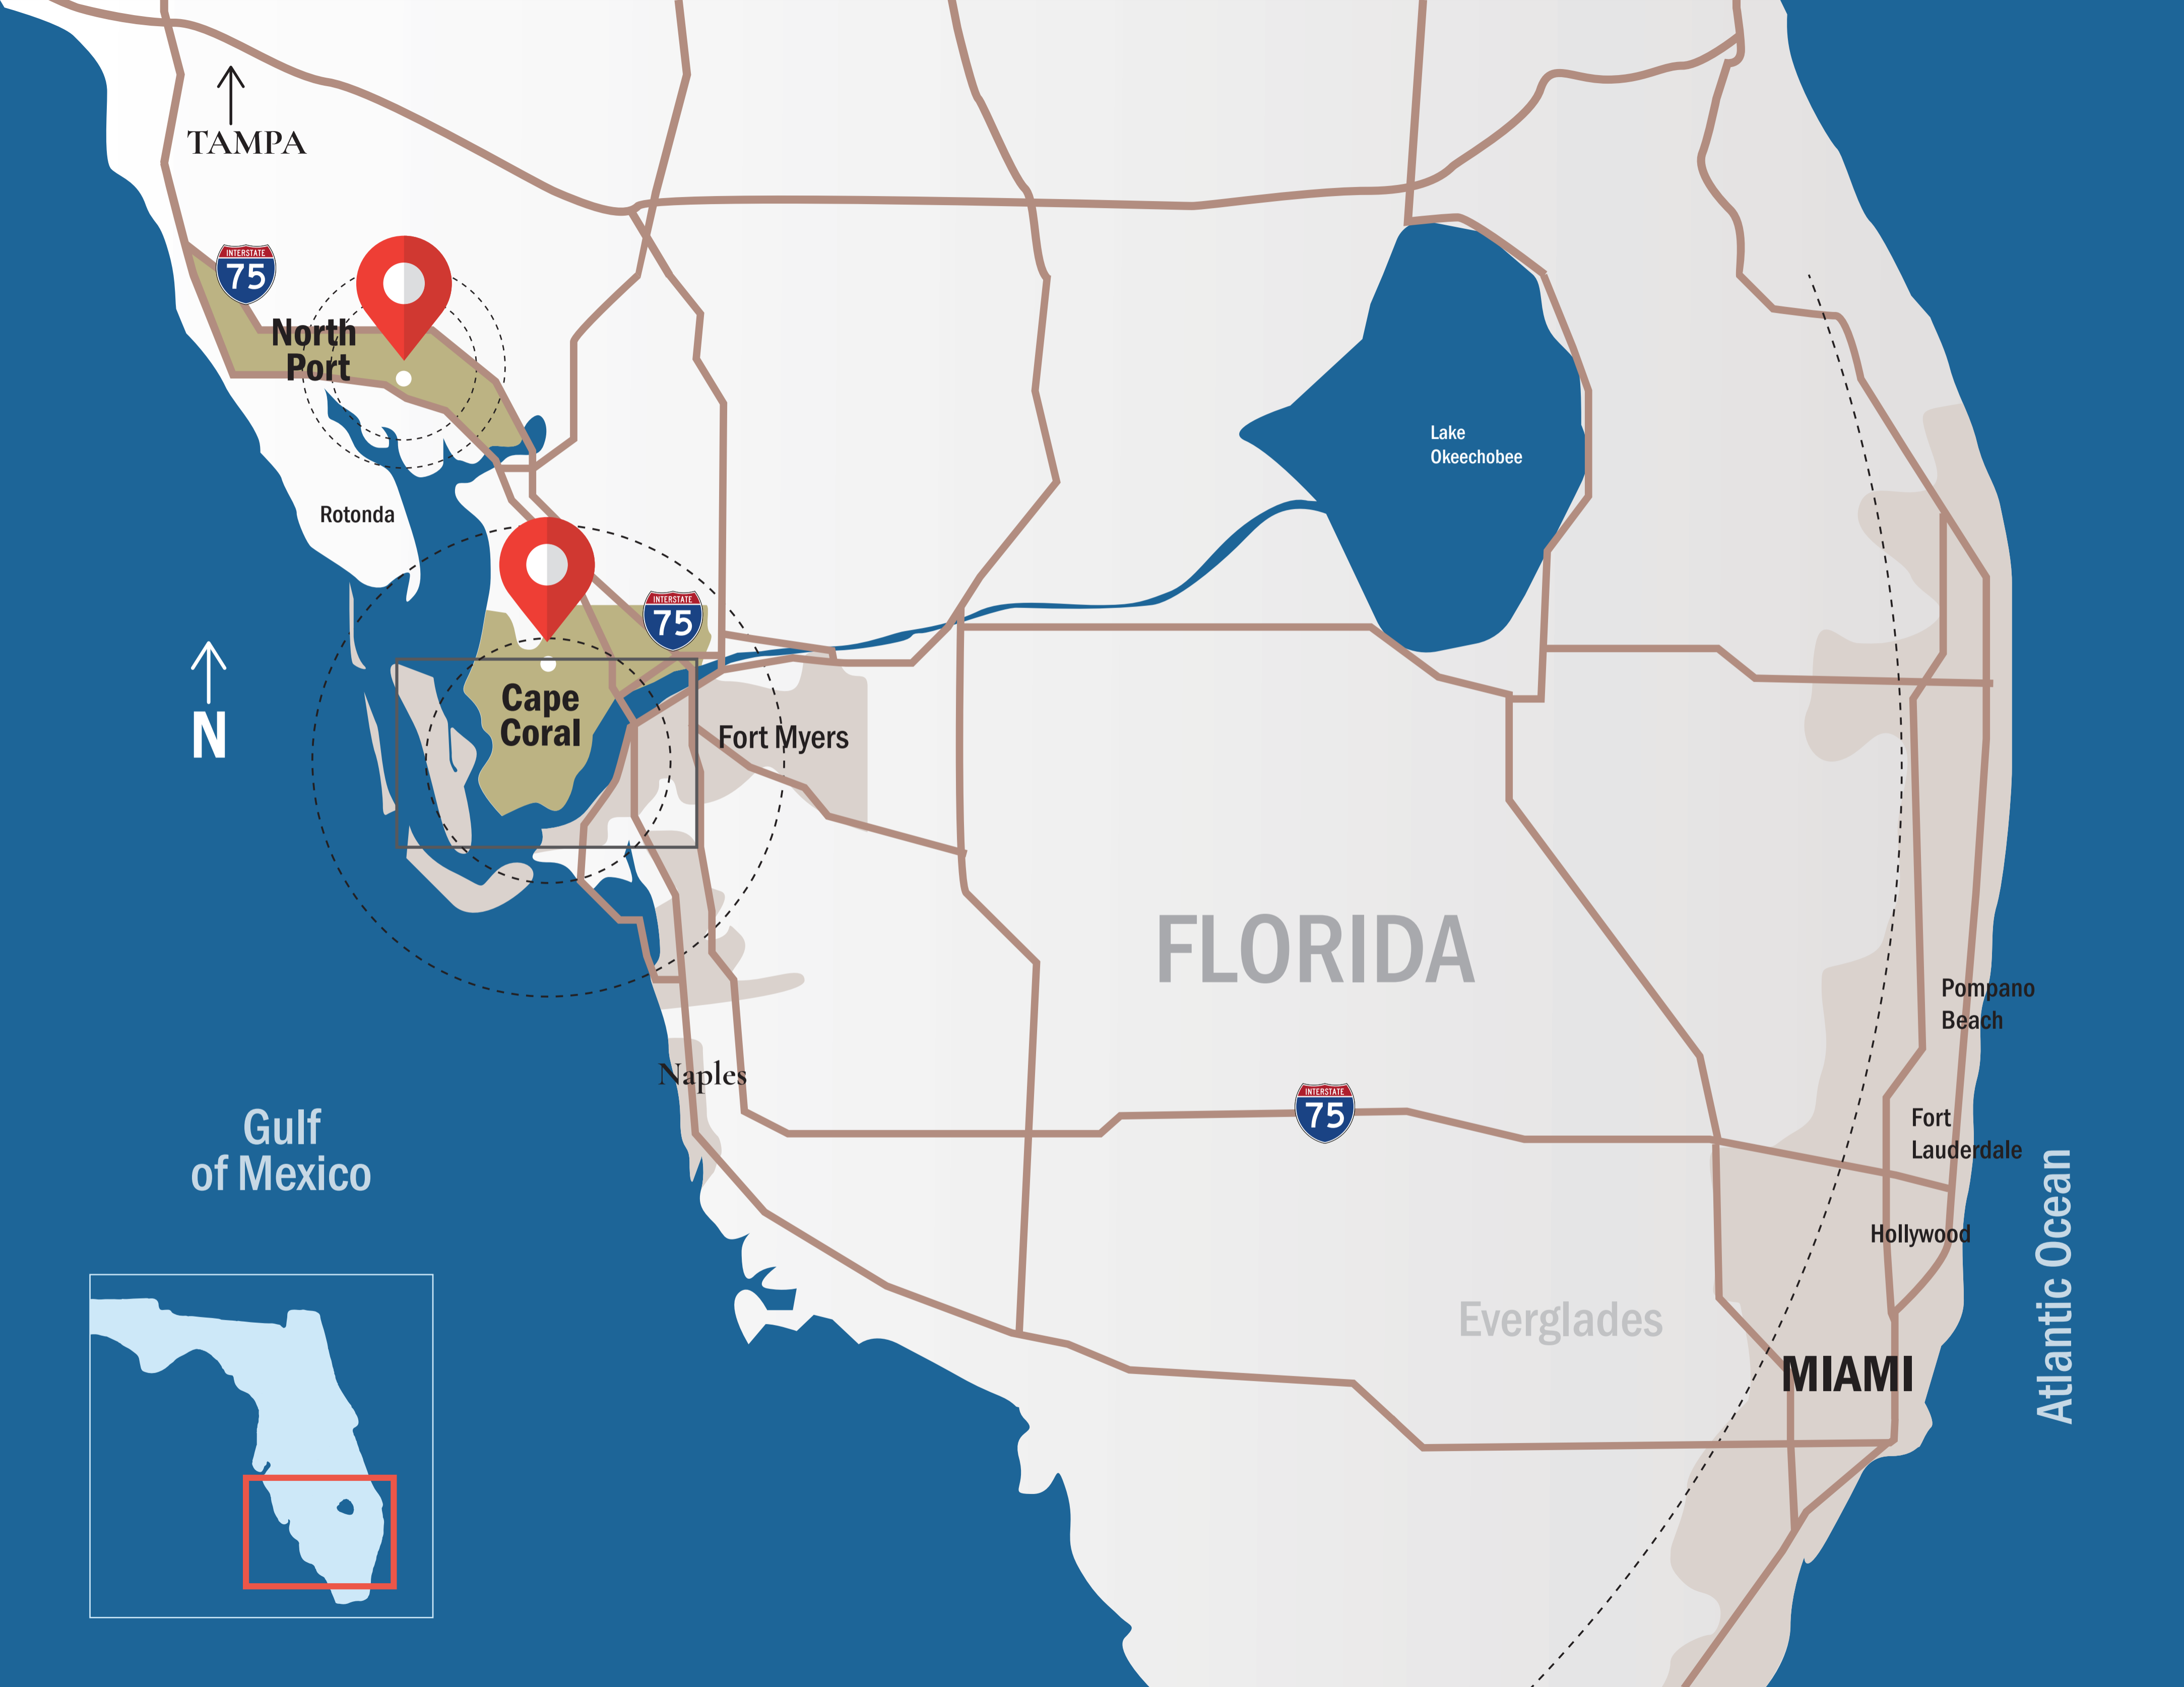 TAMPA
INTERSTATE
75
North
Port
Lake
Okeechobee
Rotonda
INTERSTATE
75
N
Cape
Coral
Fort Myers
FLORIDA
Pompano
Beach
Naples
INTERSTATE
75
Gulf
of Mexico
Fort
Lauderdale
Hollywood
Atlantic Ocean
Everglades
MIAMI